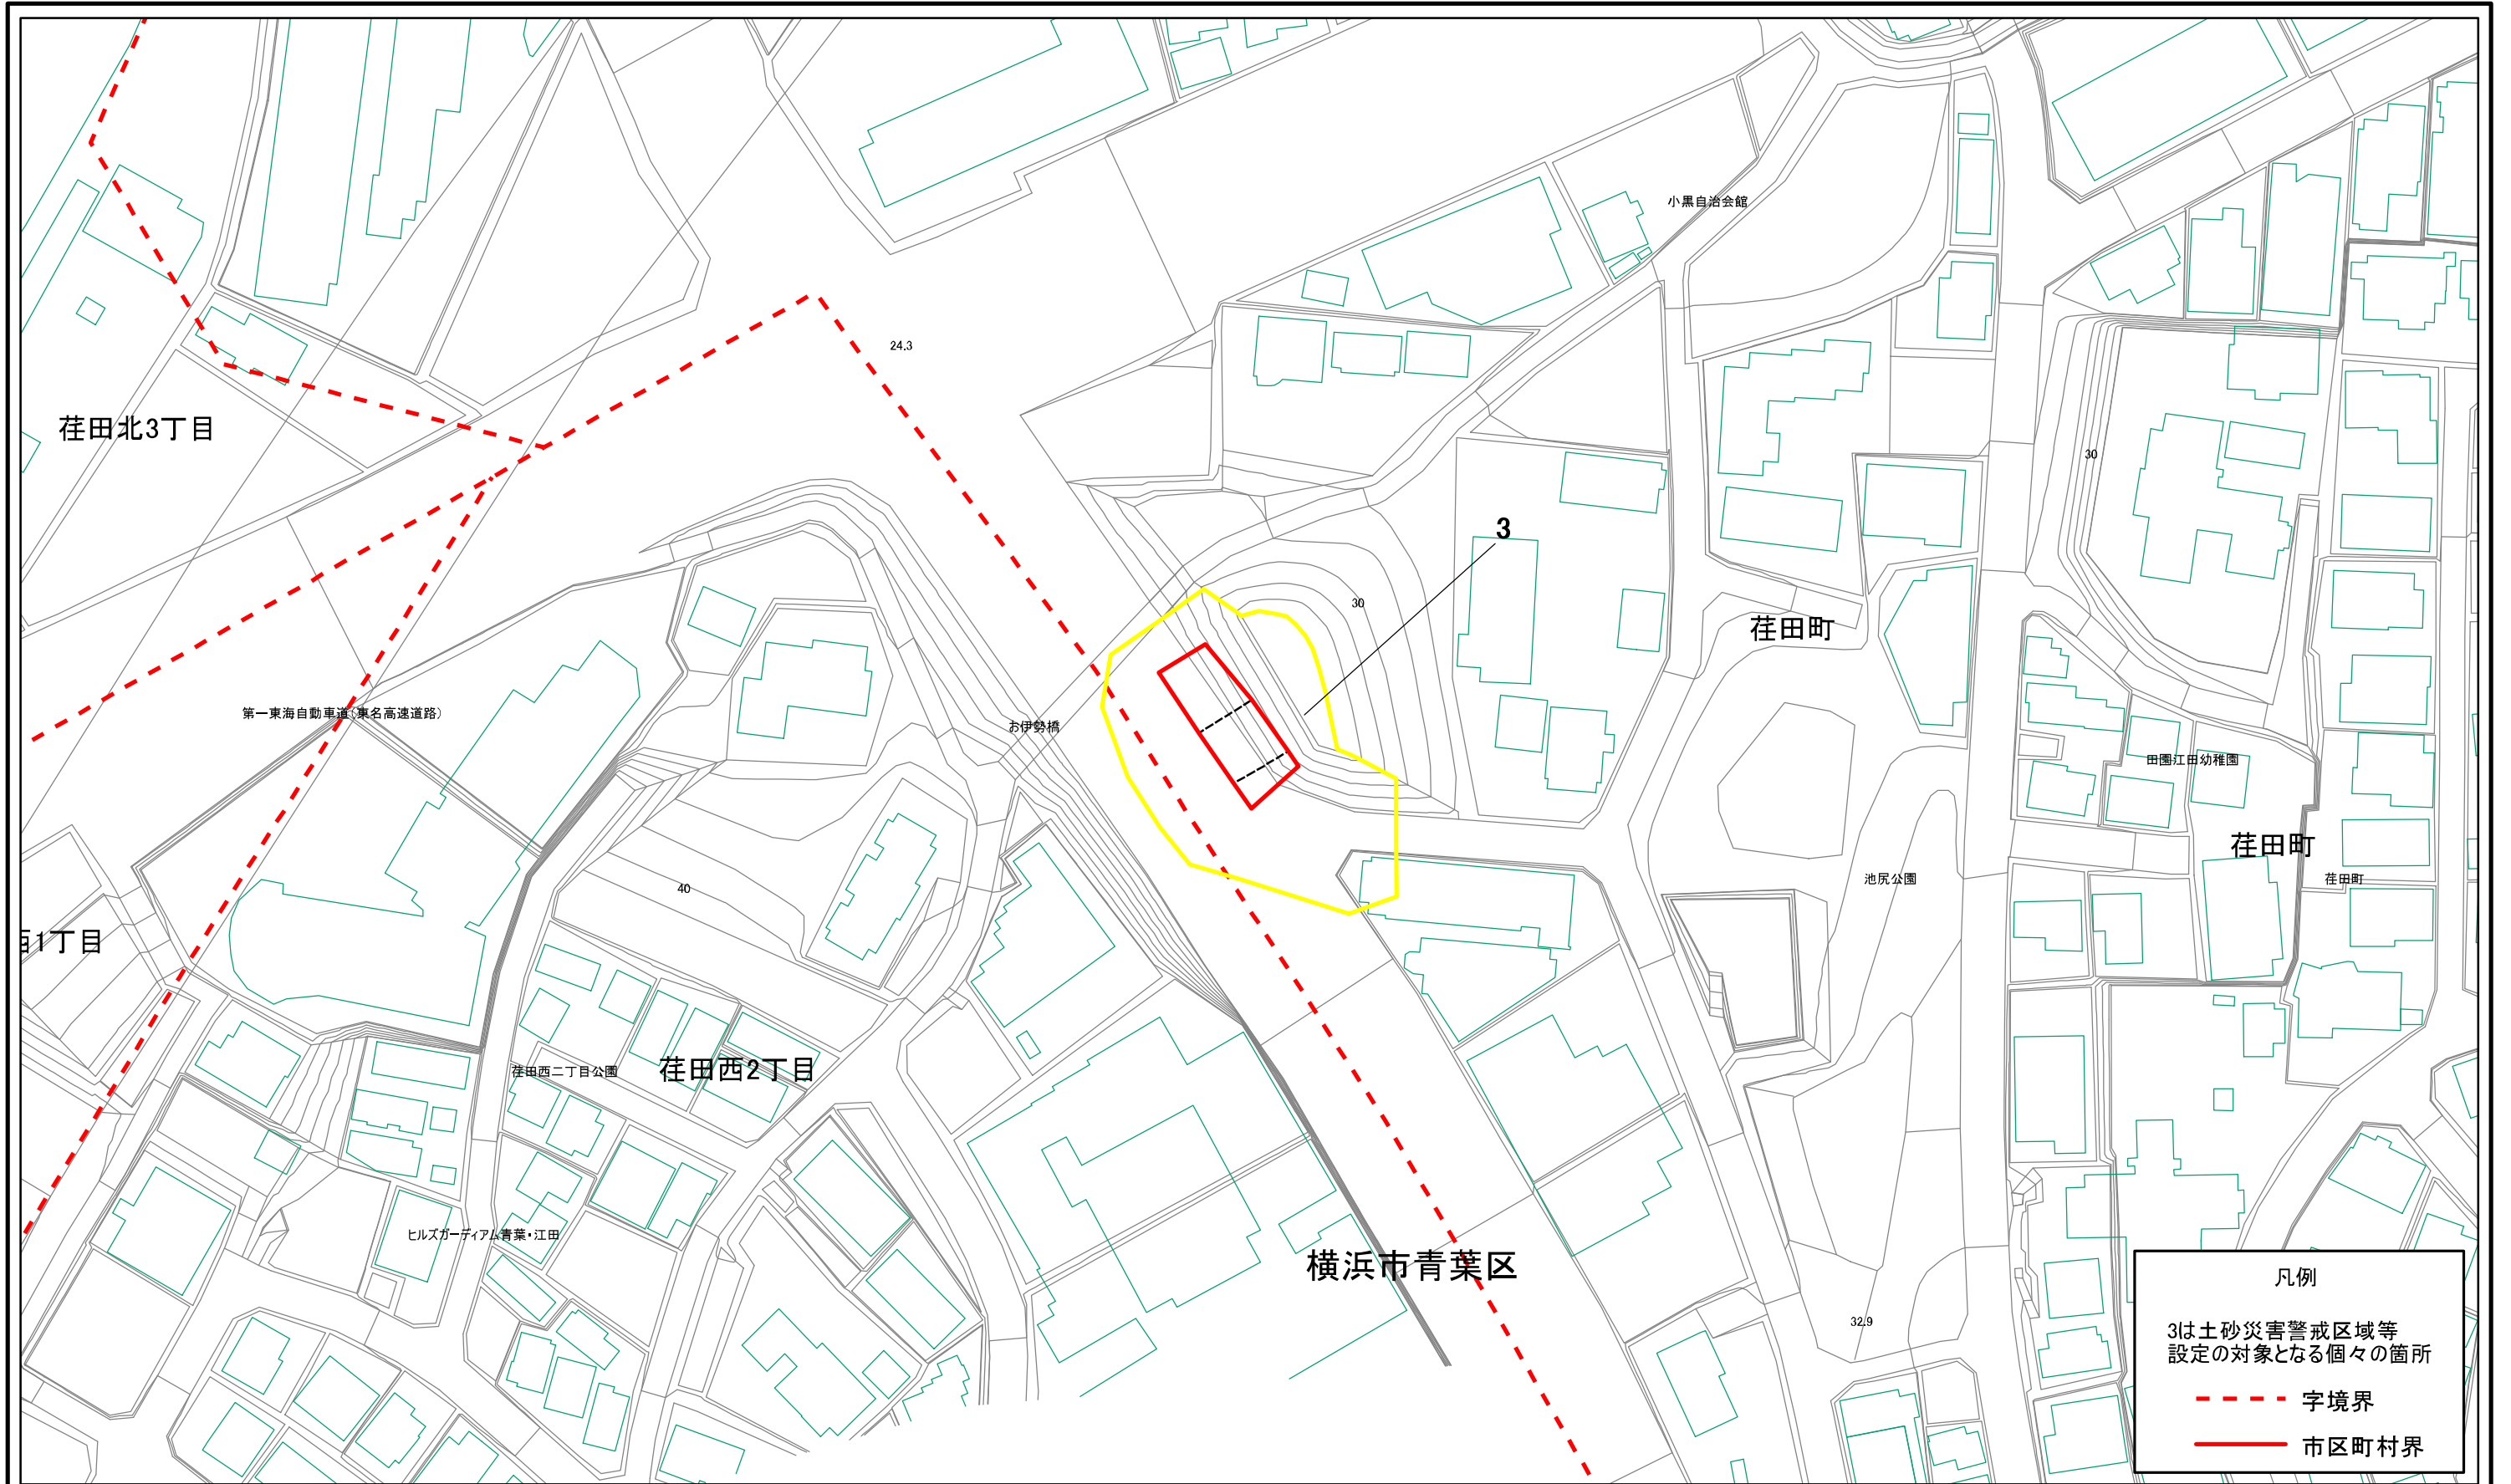 小黒自治会館
24.3
荏田北3丁目
30
3
30
荏田町
第一東海自動車道(東名高速道路)
お伊勢橋
田園江田幼稚園
荏田町
池尻公園
荏田町
40
1丁目
荏田西二丁目公園
荏田西2丁目
ヒルズガーディアム青葉・江田
横浜市青葉区
32.9
凡例
3は土砂災害警戒区域等
設定の対象となる個々の箇所
字境界
市区町村界